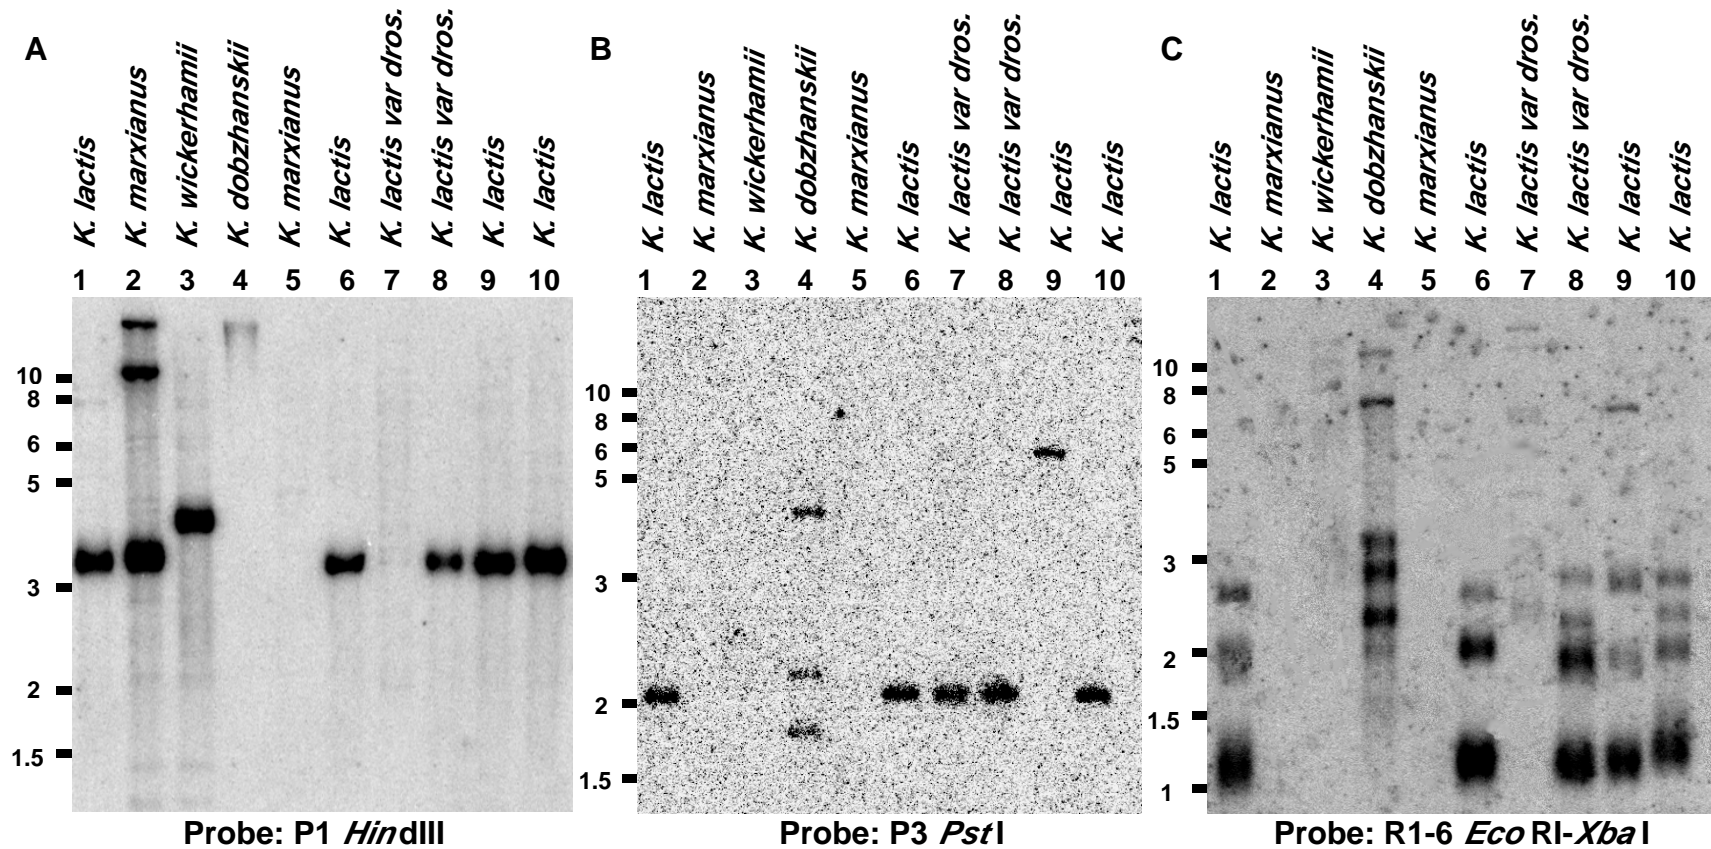 A
K. lactis
K. marxianus
K. wickerhamii
K. dobzhanskii
K. marxianus
K. lactis
K. lactis var dros.
K. lactis var dros.
K. lactis
K. lactis
1 2 3 4 5 6 7 8 9 10
10
8
6
5
3
2
1.5
Probe: P1 HindIII
B
K. lactis
K. marxianus
K. wickerhamii
K. dobzhanskii
K. marxianus
K. lactis
K. lactis var dros.
K. lactis var dros.
K. lactis
K. lactis
1 2 3 4 5 6 7 8 9 10
10
8
6
5
3
2
1.5
Probe: P3 Pst I
C
K. lactis
K. marxianus
K. wickerhamii
K. dobzhanskii
K. marxianus
K. lactis
K. lactis var dros.
K. lactis var dros.
K. lactis
K. lactis
1 2 3 4 5 6 7 8 9 10
10
8
6
5
3
2
1.5
1
Probe: R1-6 Eco RI-Xba I